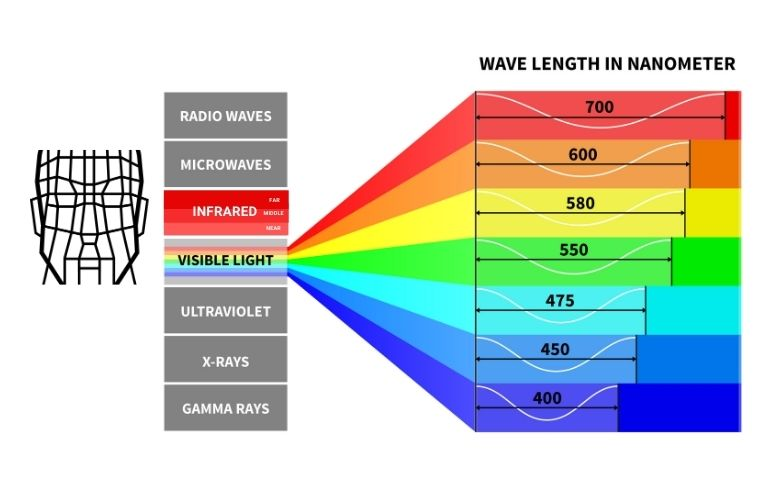 WAVE LENGTH IN NANOMETER
RADIO WAVES
MICROWAVES
INFRARED
FAR
MIDDLE
NEAR
VISIBLE LIGHT
ULTRAVIOLET
X-RAYS
GAMMA RAYS
700
600
580
550
475
450
400